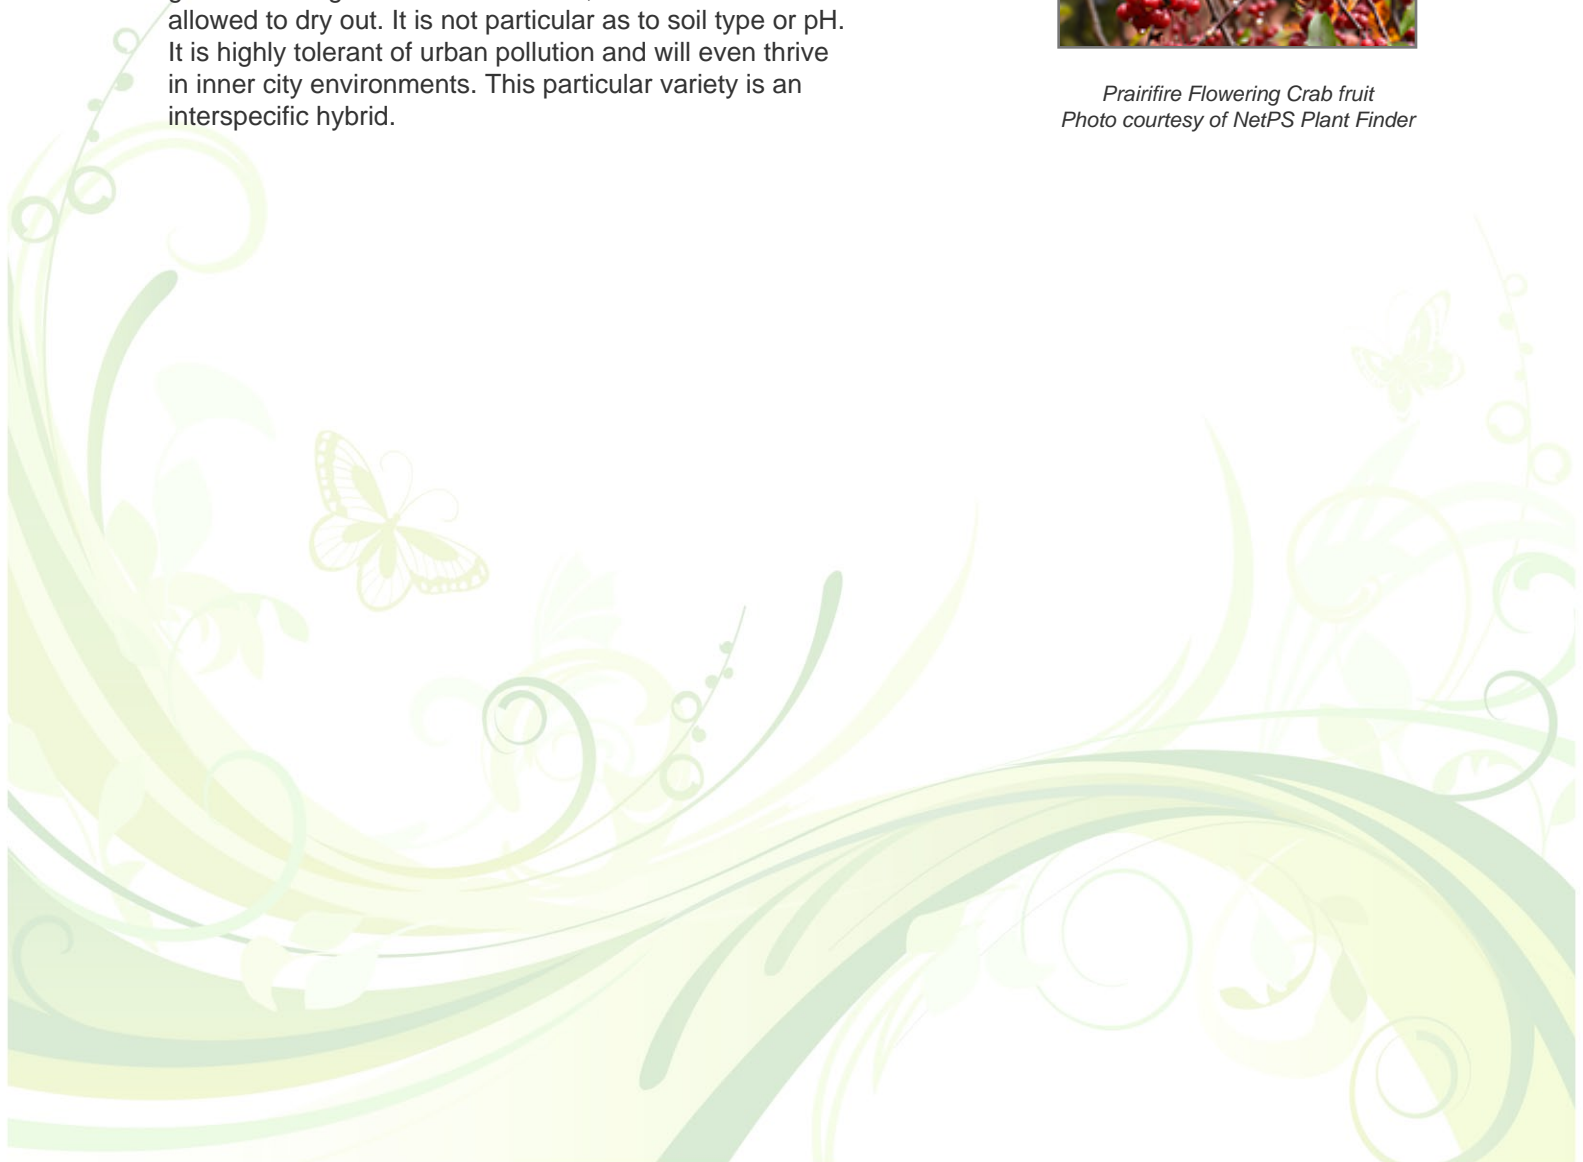 allowed to dry out. It is not particular as to soil type or pH.
It is highly tolerant of urban pollution and will even thrive
in inner city environments. This particular variety is an
interspecific hybrid.
Prairifire Flowering Crab fruit
Photo courtesy of NetPS Plant Finder